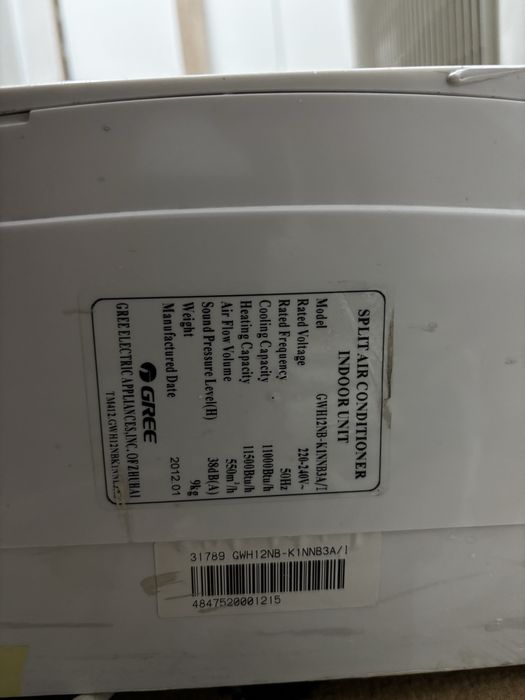 SPLIT AIR CONDITIONER
INDOOR UNIT
Model GWH12NB-K1NNB3A/I
Rated Voltage 220-240V~
Rated Frequency 50Hz
Cooling Capacity 11000Btu/h
Heating Capacity 11500Btu/h
Air Flow Volume 550m³/h
Sound Pressure Level(H) 38dB(A)
Weight 9kg
Manufactured Date 2012.01
GREE
GREE ELECTRIC APPLIANCES,INC. OF ZHUHAI
31789 GWH12NB-K1NNB3A/I
4847520001215